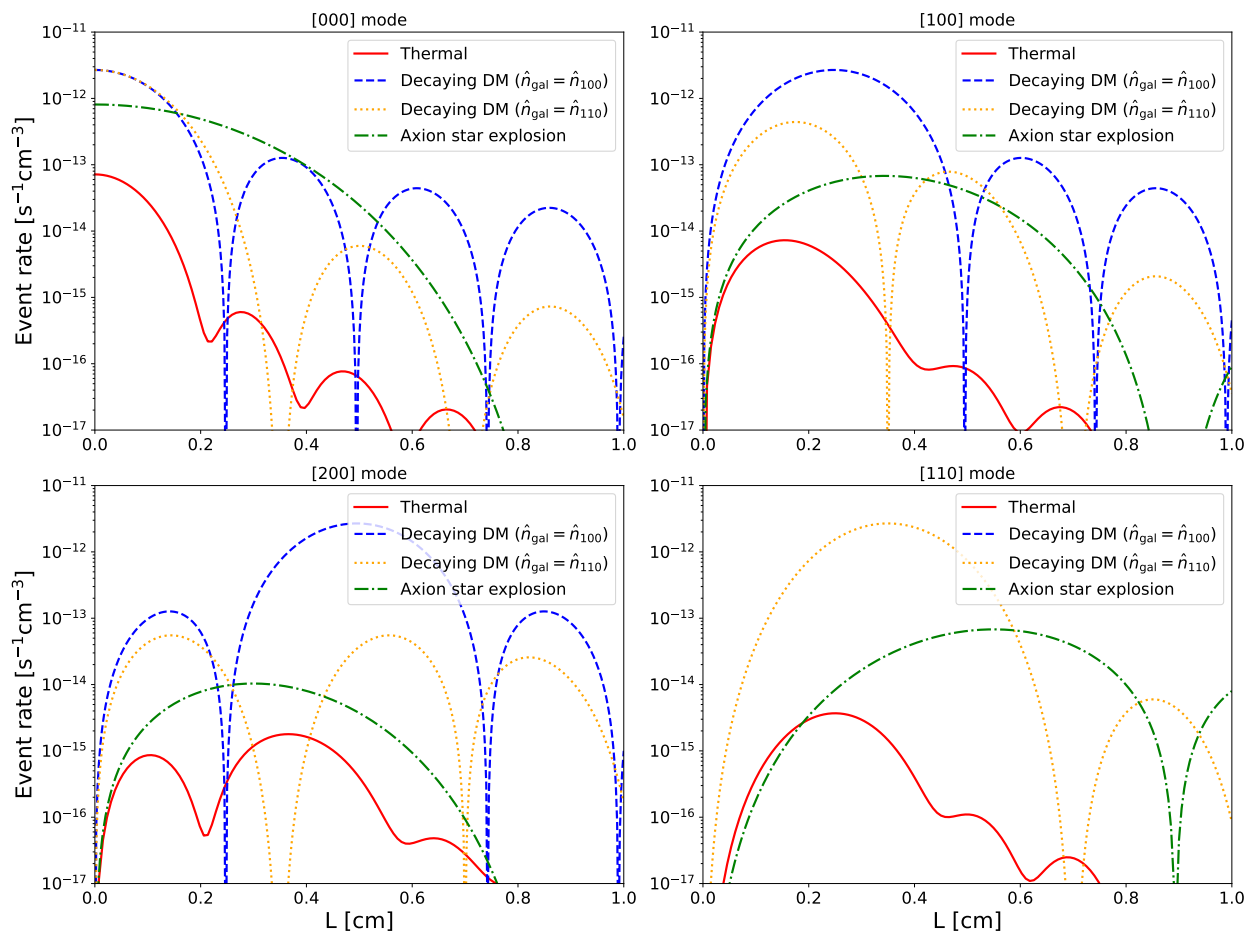 [000] mode
Event rate [s⁻¹cm⁻³]
10⁻¹¹
10⁻¹²
10⁻¹³
10⁻¹⁴
10⁻¹⁵
10⁻¹⁶
10⁻¹⁷
Thermal
Decaying DM (n̂gal = n̂100)
Decaying DM (n̂gal = n̂110)
Axion star explosion
0.0 0.2 0.4 0.6 0.8 1.0
[100] mode
10⁻¹¹
10⁻¹²
10⁻¹³
10⁻¹⁴
10⁻¹⁵
10⁻¹⁶
10⁻¹⁷
Thermal
Decaying DM (n̂gal = n̂100)
Decaying DM (n̂gal = n̂110)
Axion star explosion
0.0 0.2 0.4 0.6 0.8 1.0
[200] mode
Event rate [s⁻¹cm⁻³]
10⁻¹¹
10⁻¹²
10⁻¹³
10⁻¹⁴
10⁻¹⁵
10⁻¹⁶
10⁻¹⁷
Thermal
Decaying DM (n̂gal = n̂100)
Decaying DM (n̂gal = n̂110)
Axion star explosion
0.0 0.2 0.4 0.6 0.8 1.0
L [cm]
[110] mode
10⁻¹¹
10⁻¹²
10⁻¹³
10⁻¹⁴
10⁻¹⁵
10⁻¹⁶
10⁻¹⁷
Thermal
Decaying DM (n̂gal = n̂100)
Decaying DM (n̂gal = n̂110)
Axion star explosion
0.0 0.2 0.4 0.6 0.8 1.0
L [cm]